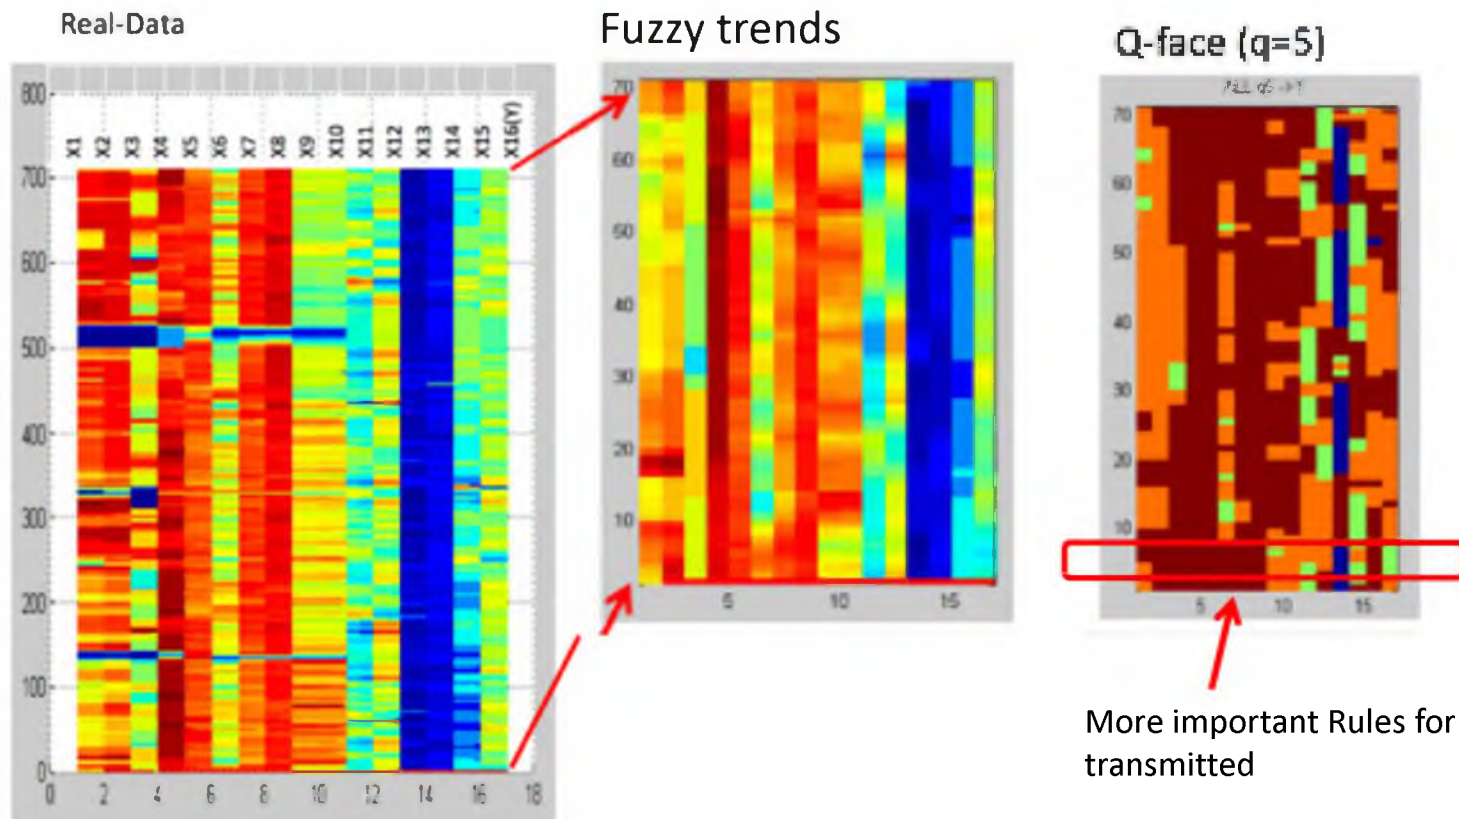 Real-Data
Fuzzy trends
Q-face (q=5)
800
700
600
500
400
300
200
100
0
X1
X2
X3
X4
X5
X6
X7
X8
X9
X10
X11
X12
X13
X14
X15
X16(Y)
0 2 4 6 8 10 12 14 16 18
70
60
50
40
30
20
10
5 10 15
70
60
50
40
30
20
10
5 10 15
More important Rules for
transmitted